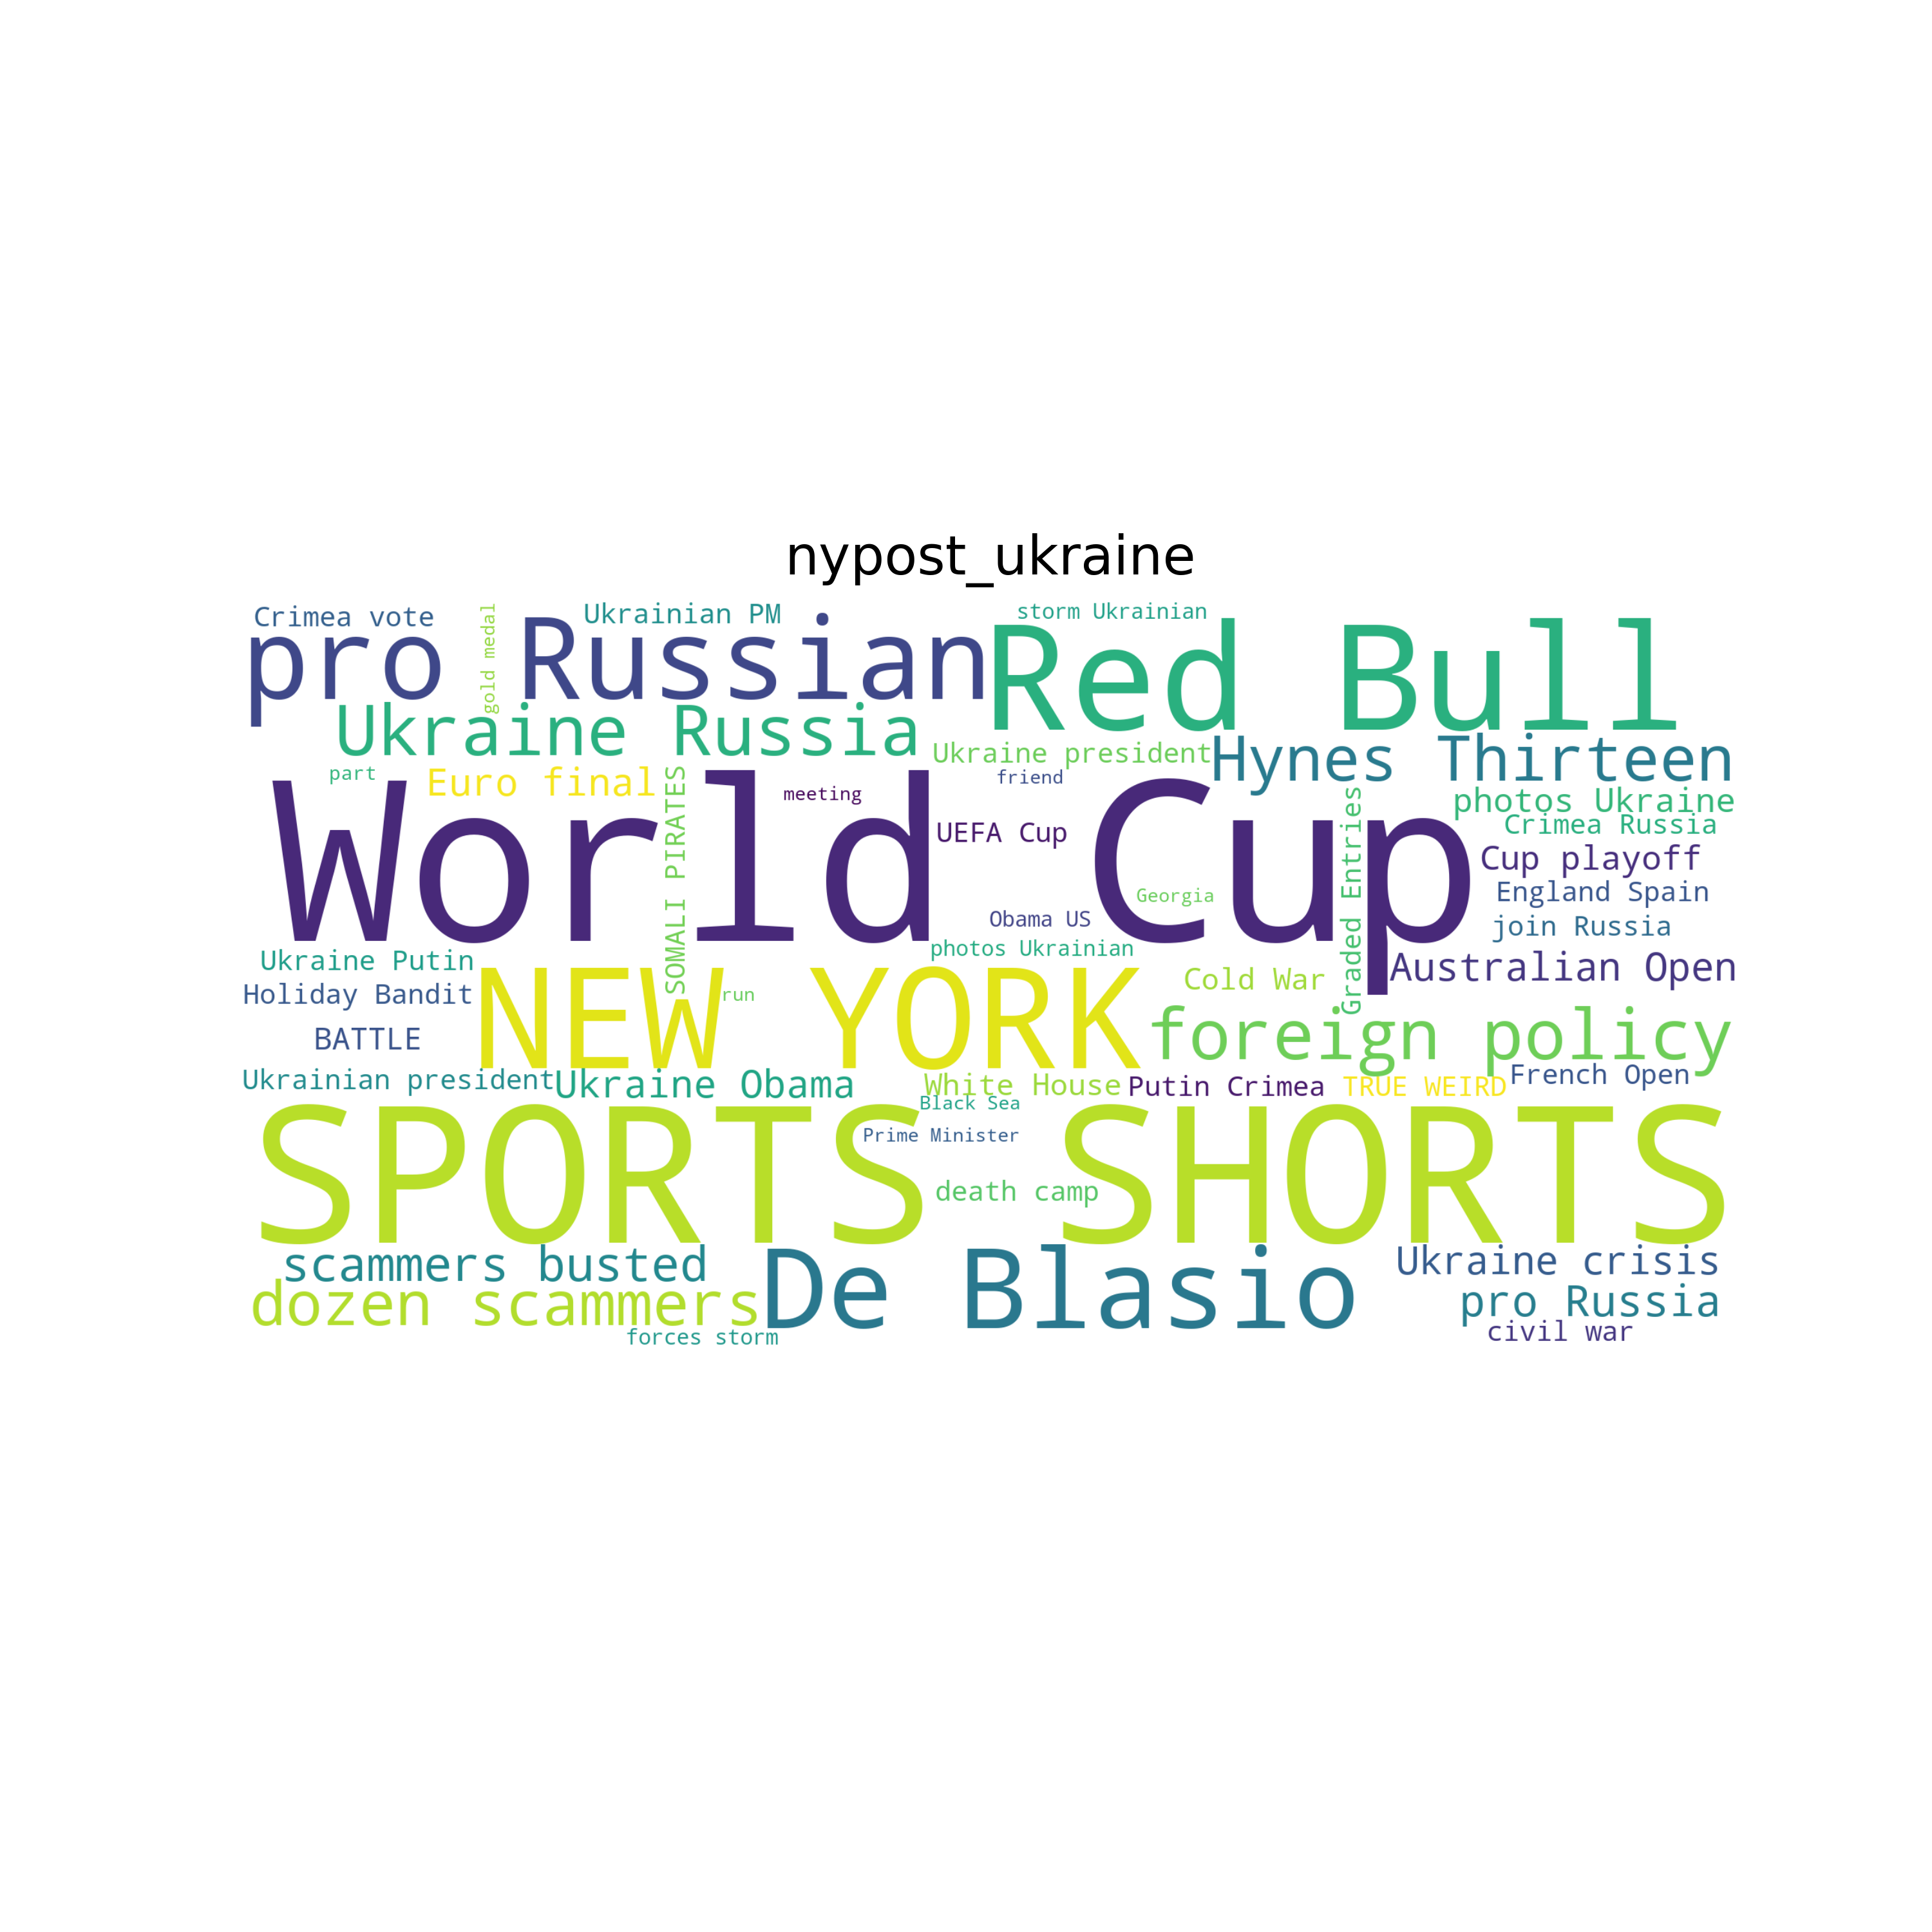 nypost_ukraine
Crimea vote
gold medal
Ukrainian PM
storm Ukrainian
pro Russian
Red Bull
Ukraine Russia
Ukraine president
Hynes Thirteen
part
Euro final
SOMALI PIRATES
meeting
friend
photos Ukraine
Crimea Russia
World Cup
UEFA Cup
Graded Entries
Cup playoff
England Spain
Georgia
Obama US
join Russia
photos Ukrainian
Ukraine Putin
Holiday Bandit
NEW YORK
run
Cold War
Australian Open
BATTLE
foreign policy
Ukrainian president
Ukraine Obama
White House
Putin Crimea
TRUE WEIRD
French Open
Black Sea
Prime Minister
SPORTS SHORTS
death camp
scammers busted
De Blasio
Ukraine crisis
dozen scammers
pro Russia
forces storm
civil war